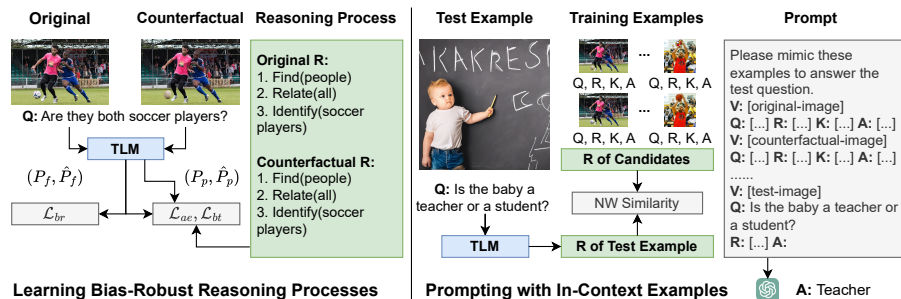 Original
Counterfactual
Reasoning Process
Q: Are they both soccer players?
TLM
(P_f, P̂_f)
(P_p, P̂_p)
ℒ_br
ℒ_ae, ℒ_bt
Original R:
1. Find(people)
2. Relate(all)
3. Identify(soccer
players)
Counterfactual R:
1. Find(people)
2. Relate(all)
3. Identify(soccer
players)
Learning Bias-Robust Reasoning Processes
Test Example
Training Examples
Prompt
KAKRESM
Q: Is the baby a
teacher or a student?
TLM
...
Q, R, K, A Q, R, K, A
...
Q, R, K, A Q, R, K, A
R of Candidates
NW Similarity
R of Test Example
Please mimic these
examples to answer the
test question.
V: [original-image]
Q: [...] R: [...] K: [...] A: [...]
V: [counterfactual-image]
Q: [...] R: [...] K: [...] A: [...]
......
V: [test-image]
Q: Is the baby a teacher or
a student?
R: [...] A:
A: Teacher
Prompting with In-Context Examples